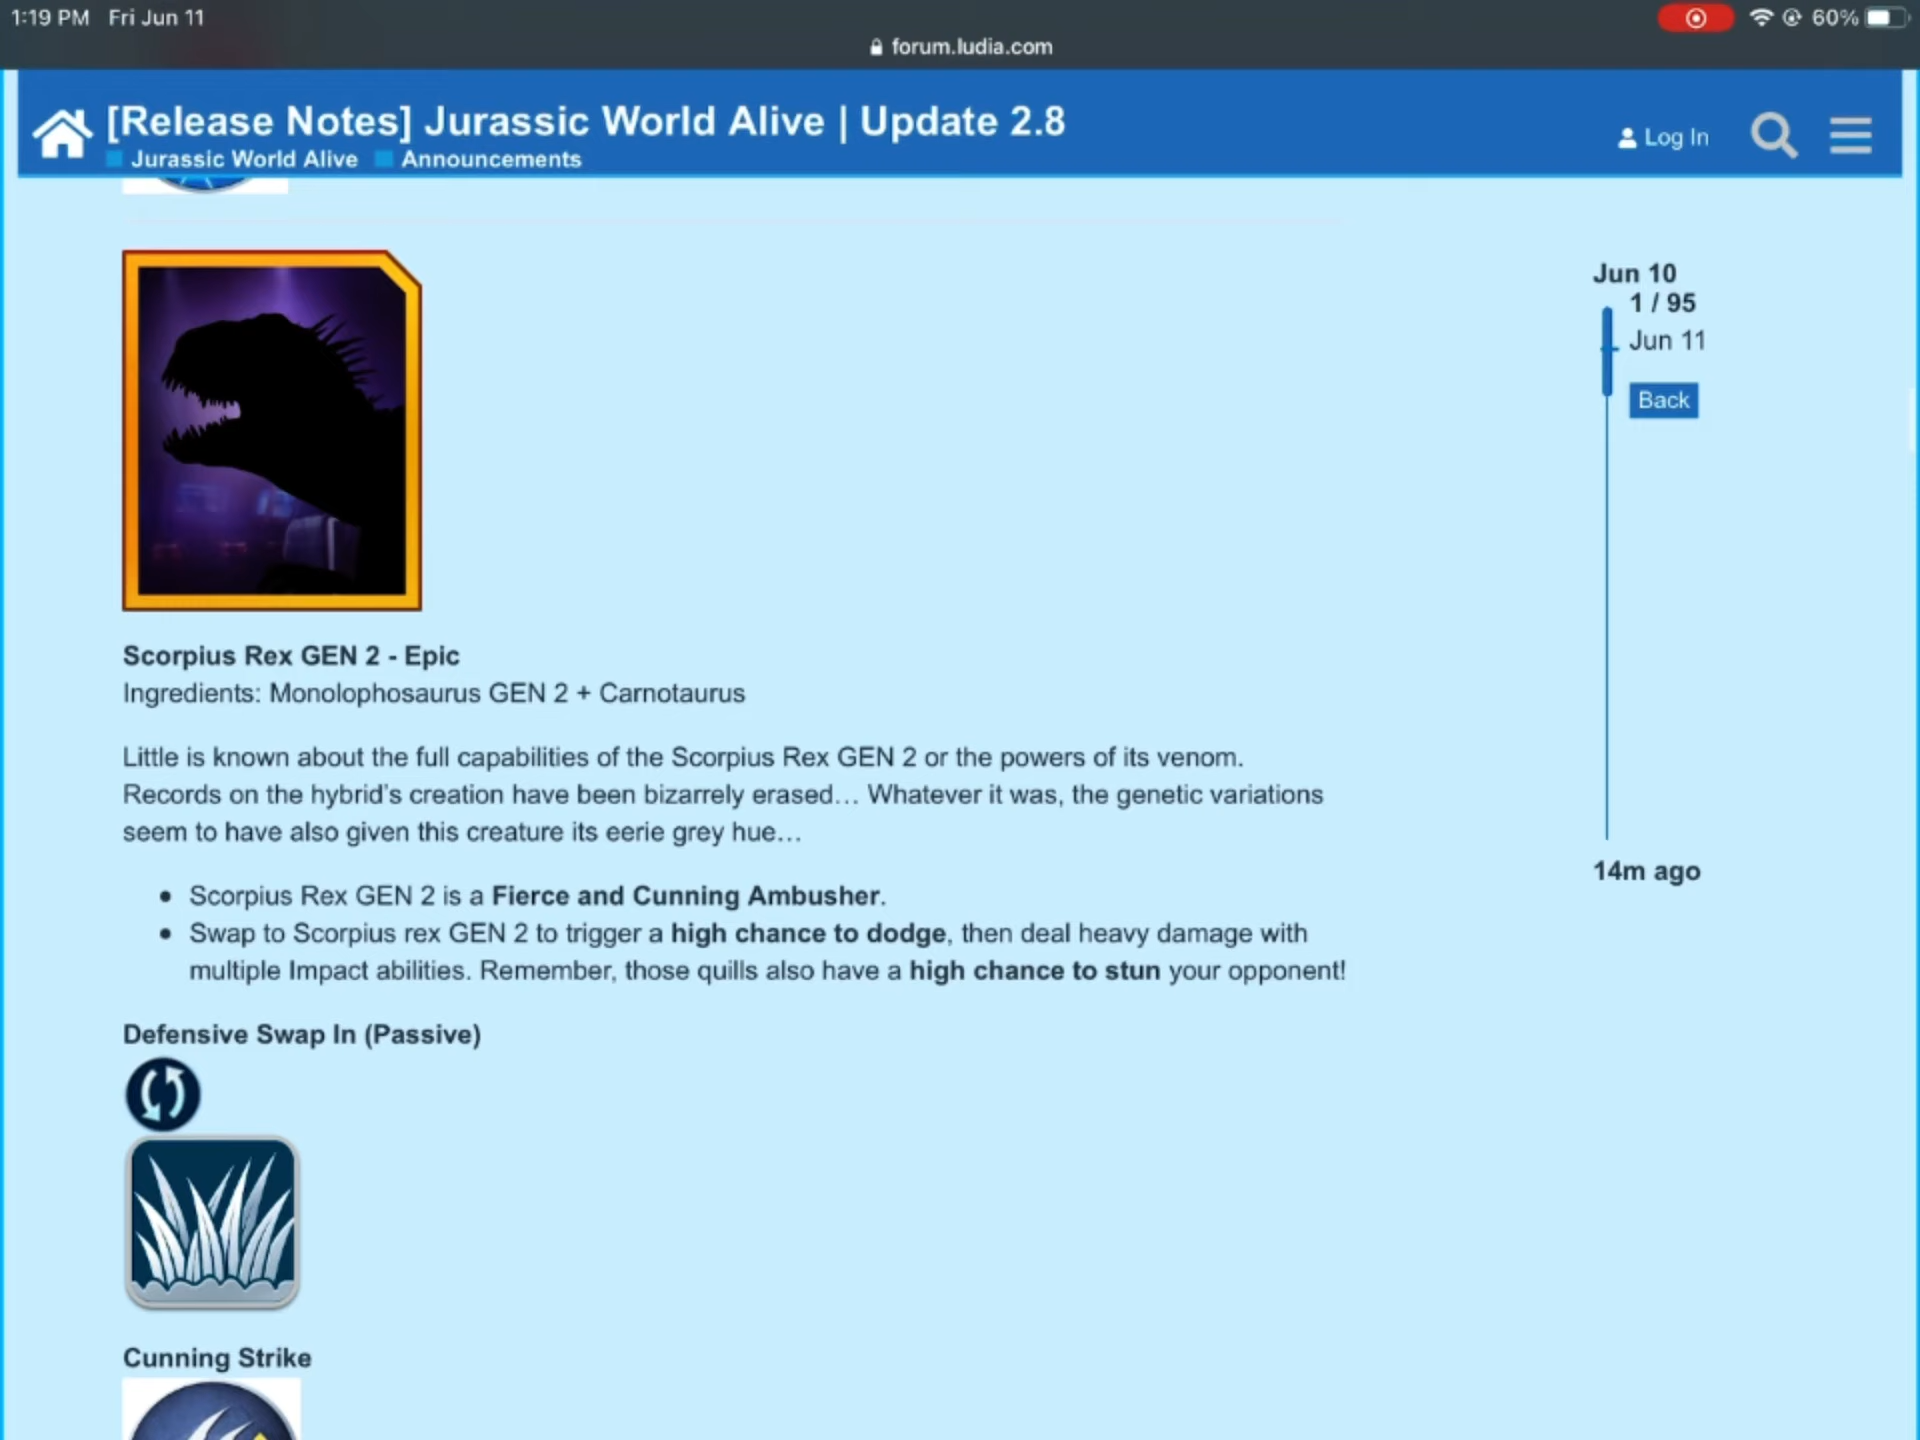 1:19 PM Fri Jun 11
60%
forum.ludia.com
[Release Notes] Jurassic World Alive | Update 2.8
Jurassic World Alive Announcements
Log In
Jun 10
1 / 95
Jun 11
Back
14m ago
Scorpius Rex GEN 2 - Epic
Ingredients: Monolophosaurus GEN 2 + Carnotaurus
Little is known about the full capabilities of the Scorpius Rex GEN 2 or the powers of its venom.
Records on the hybrid's creation have been bizarrely erased… Whatever it was, the genetic variations
seem to have also given this creature its eerie grey hue…
Scorpius Rex GEN 2 is a Fierce and Cunning Ambusher.
Swap to Scorpius rex GEN 2 to trigger a high chance to dodge, then deal heavy damage with
multiple Impact abilities. Remember, those quills also have a high chance to stun your opponent!
Defensive Swap In (Passive)
Cunning Strike